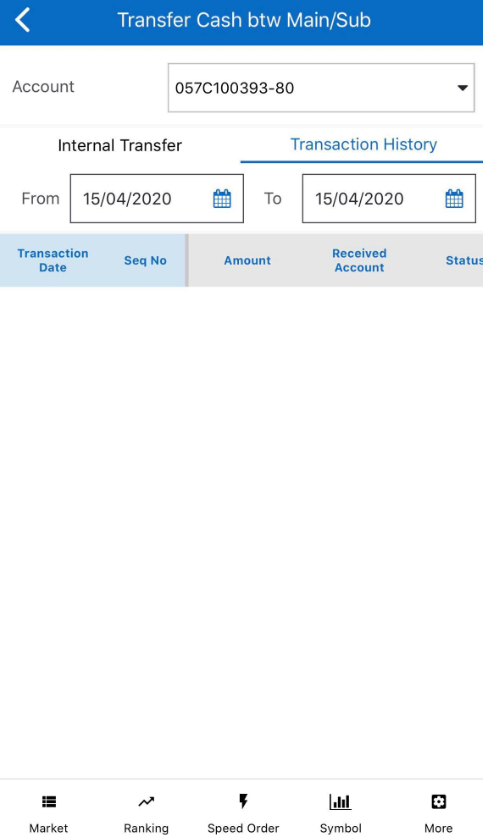 Transfer Cash btw Main/Sub
Account
057C100393-80
Internal Transfer
Transaction History
From
15/04/2020
To
15/04/2020
Transaction
Date
Seq No
Amount
Received
Account
Status
Market
Ranking
Speed Order
Symbol
More